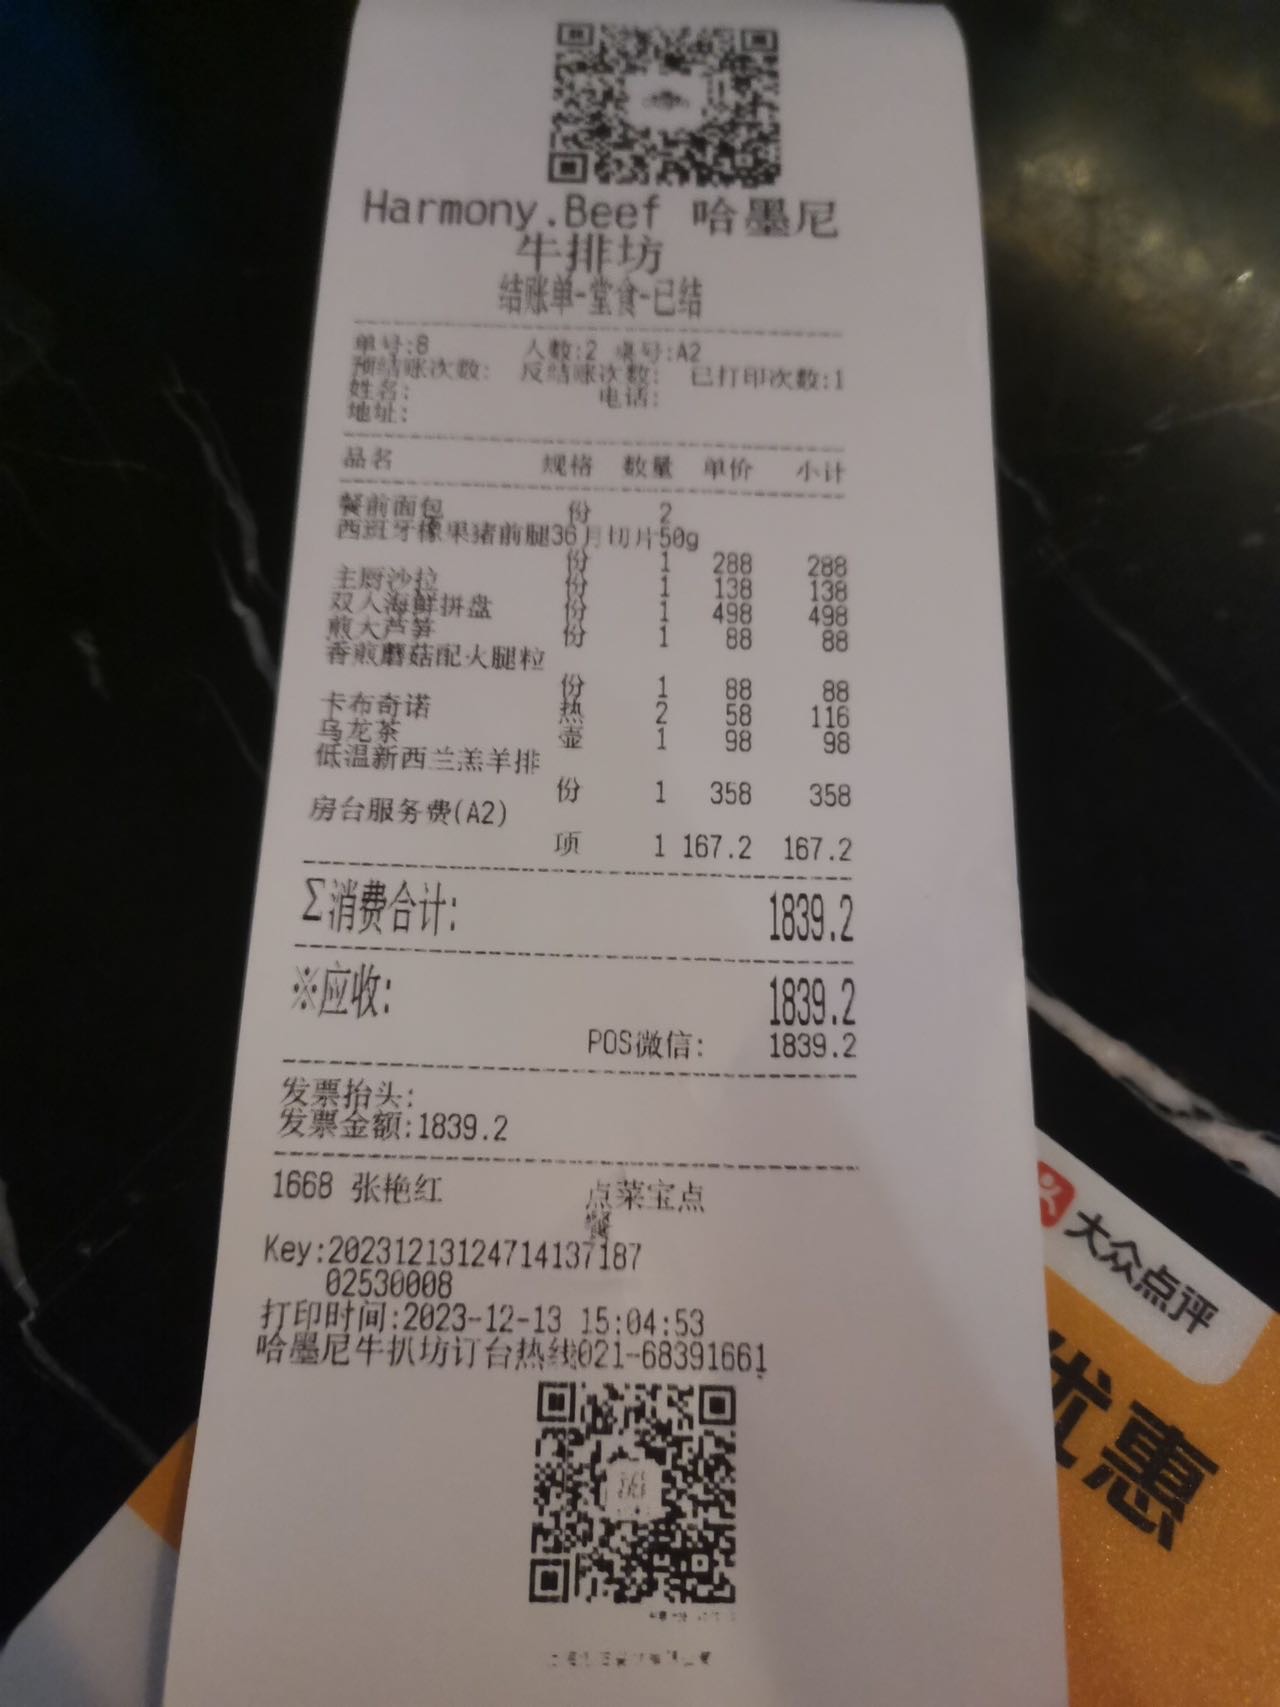 Harmony.Beef 哈墨尼
牛排坊
结账单-堂食-已结
单号:8 人数:2 桌号:A2
预结账次数: 反结账次数: 已打印次数:1
姓名: 电话:
地址:
品名 规格 数量 单价 小计
餐前面包 份 2
西班牙橡果猪前腿36月切片50g
份 1 288 288
主厨沙拉 份 1 138 138
双人海鲜拼盘 份 1 498 498
煎大芦笋 份 1 88 88
香煎蘑菇配火腿粒
份 1 88 88
卡布奇诺 热 2 58 116
乌龙茶 壶 1 98 98
低温新西兰羔羊排
份 1 358 358
房台服务费(A2)
项 1 167.2 167.2
Σ消费合计: 1839.2
※应收: 1839.2
POS微信: 1839.2
发票抬头:
发票金额:1839.2
1668 张艳红 点菜宝点
餐
Key:20231213124714137187
02530008
打印时间:2023-12-13 15:04:53
哈墨尼牛扒坊订台热线021-68391661
大众点评
优惠